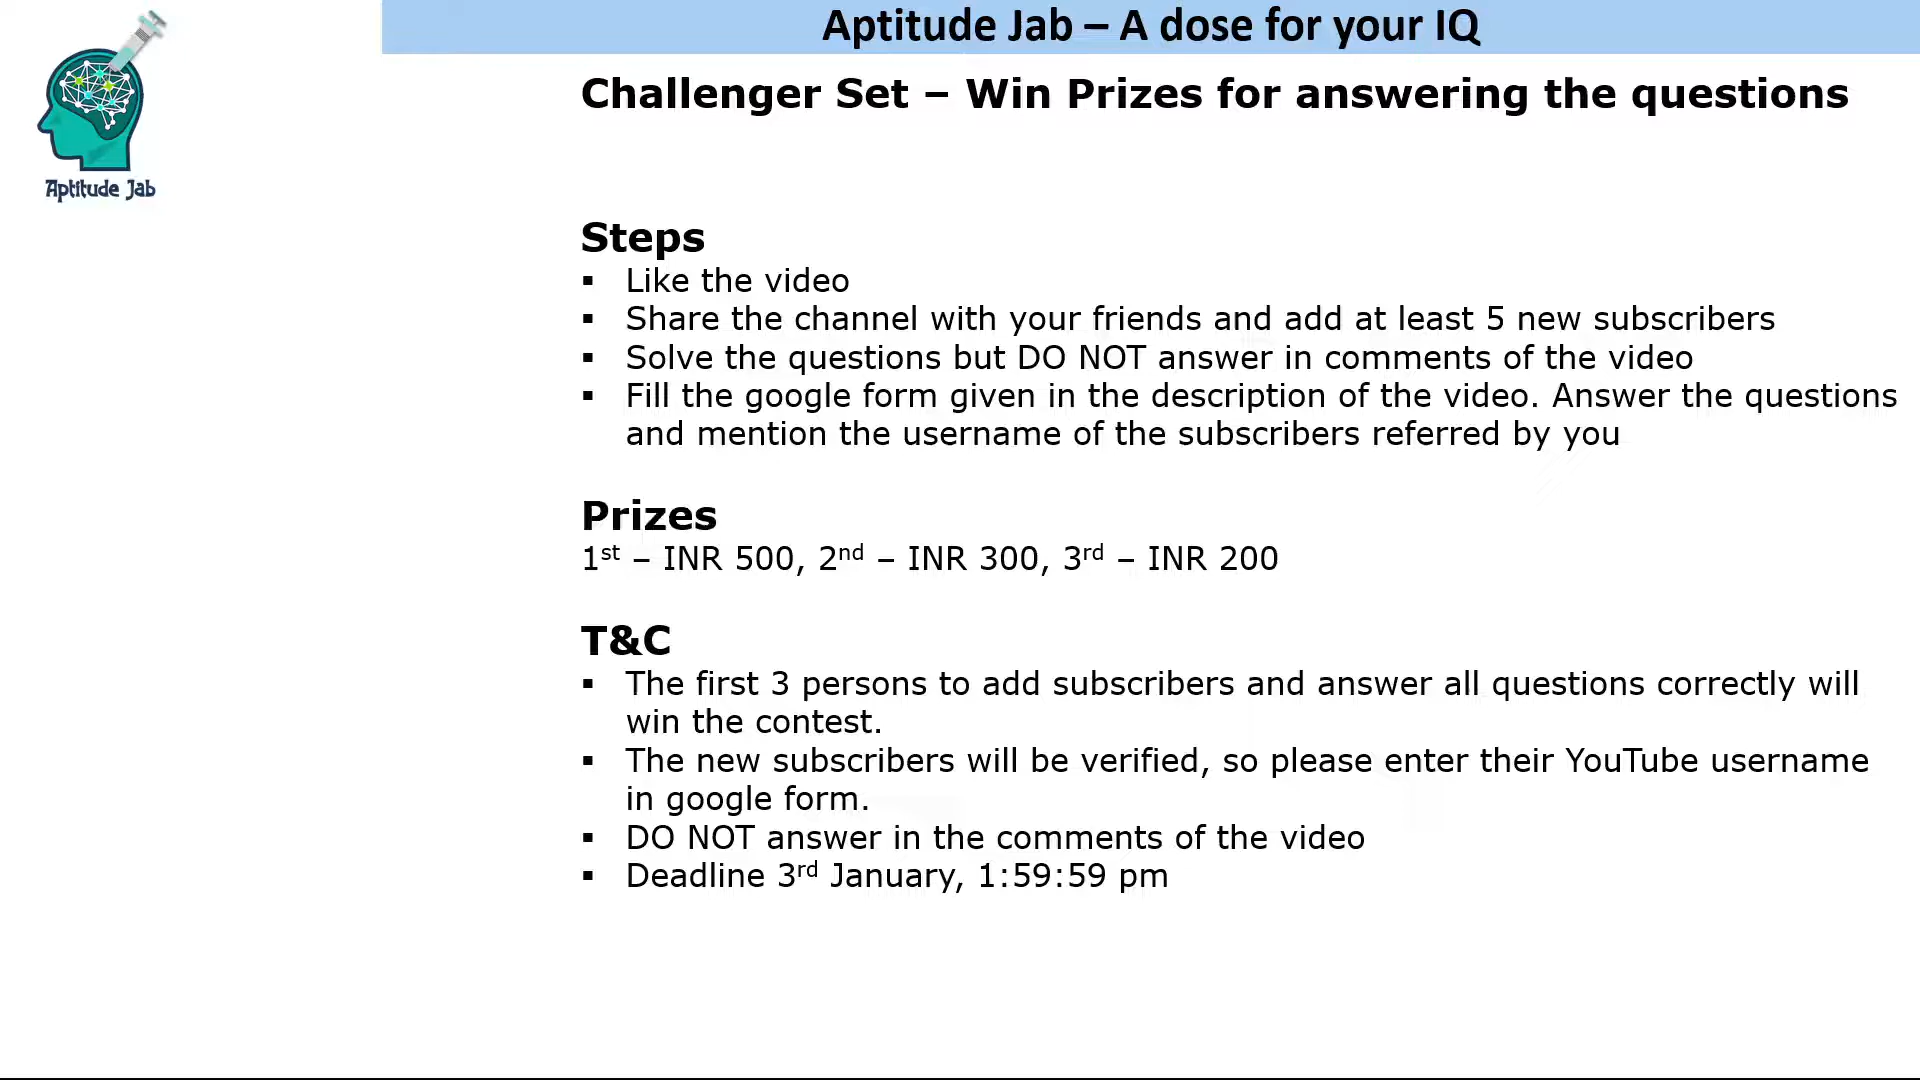 Aptitude Jab – A dose for your IQ
Aptitude Jab
Challenger Set – Win Prizes for answering the questions
Steps
▪ Like the video
▪ Share the channel with your friends and add at least 5 new subscribers
▪ Solve the questions but DO NOT answer in comments of the video
▪ Fill the google form given in the description of the video. Answer the questions
and mention the username of the subscribers referred by you
Prizes
1st – INR 500, 2nd – INR 300, 3rd – INR 200
T&C
▪ The first 3 persons to add subscribers and answer all questions correctly will
win the contest.
▪ The new subscribers will be verified, so please enter their YouTube username
in google form.
▪ DO NOT answer in the comments of the video
▪ Deadline 3rd January, 1:59:59 pm